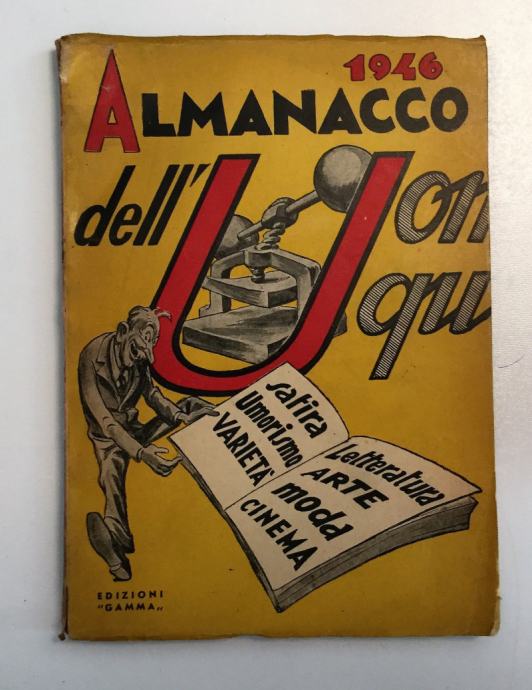 1946
ALMANACCO
dell'Uom
qu
satira
Umorismo
VARIETÀ
CINEMA
Letteratura
ARTE
moda
EDIZIONI
"GAMMA"